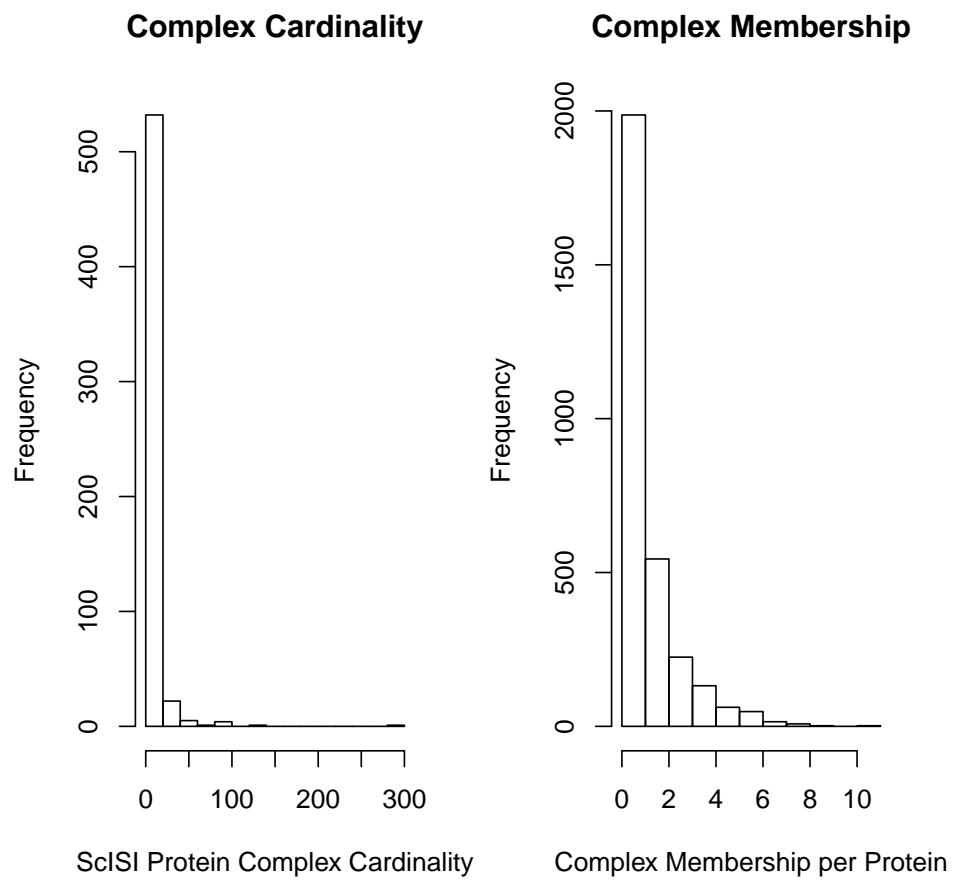 Complex Cardinality
Frequency
500
400
300
200
100
0
0 100 200 300
ScISI Protein Complex Cardinality
Complex Membership
Frequency
2000
1500
1000
500
0
0 2 4 6 8 10
Complex Membership per Protein